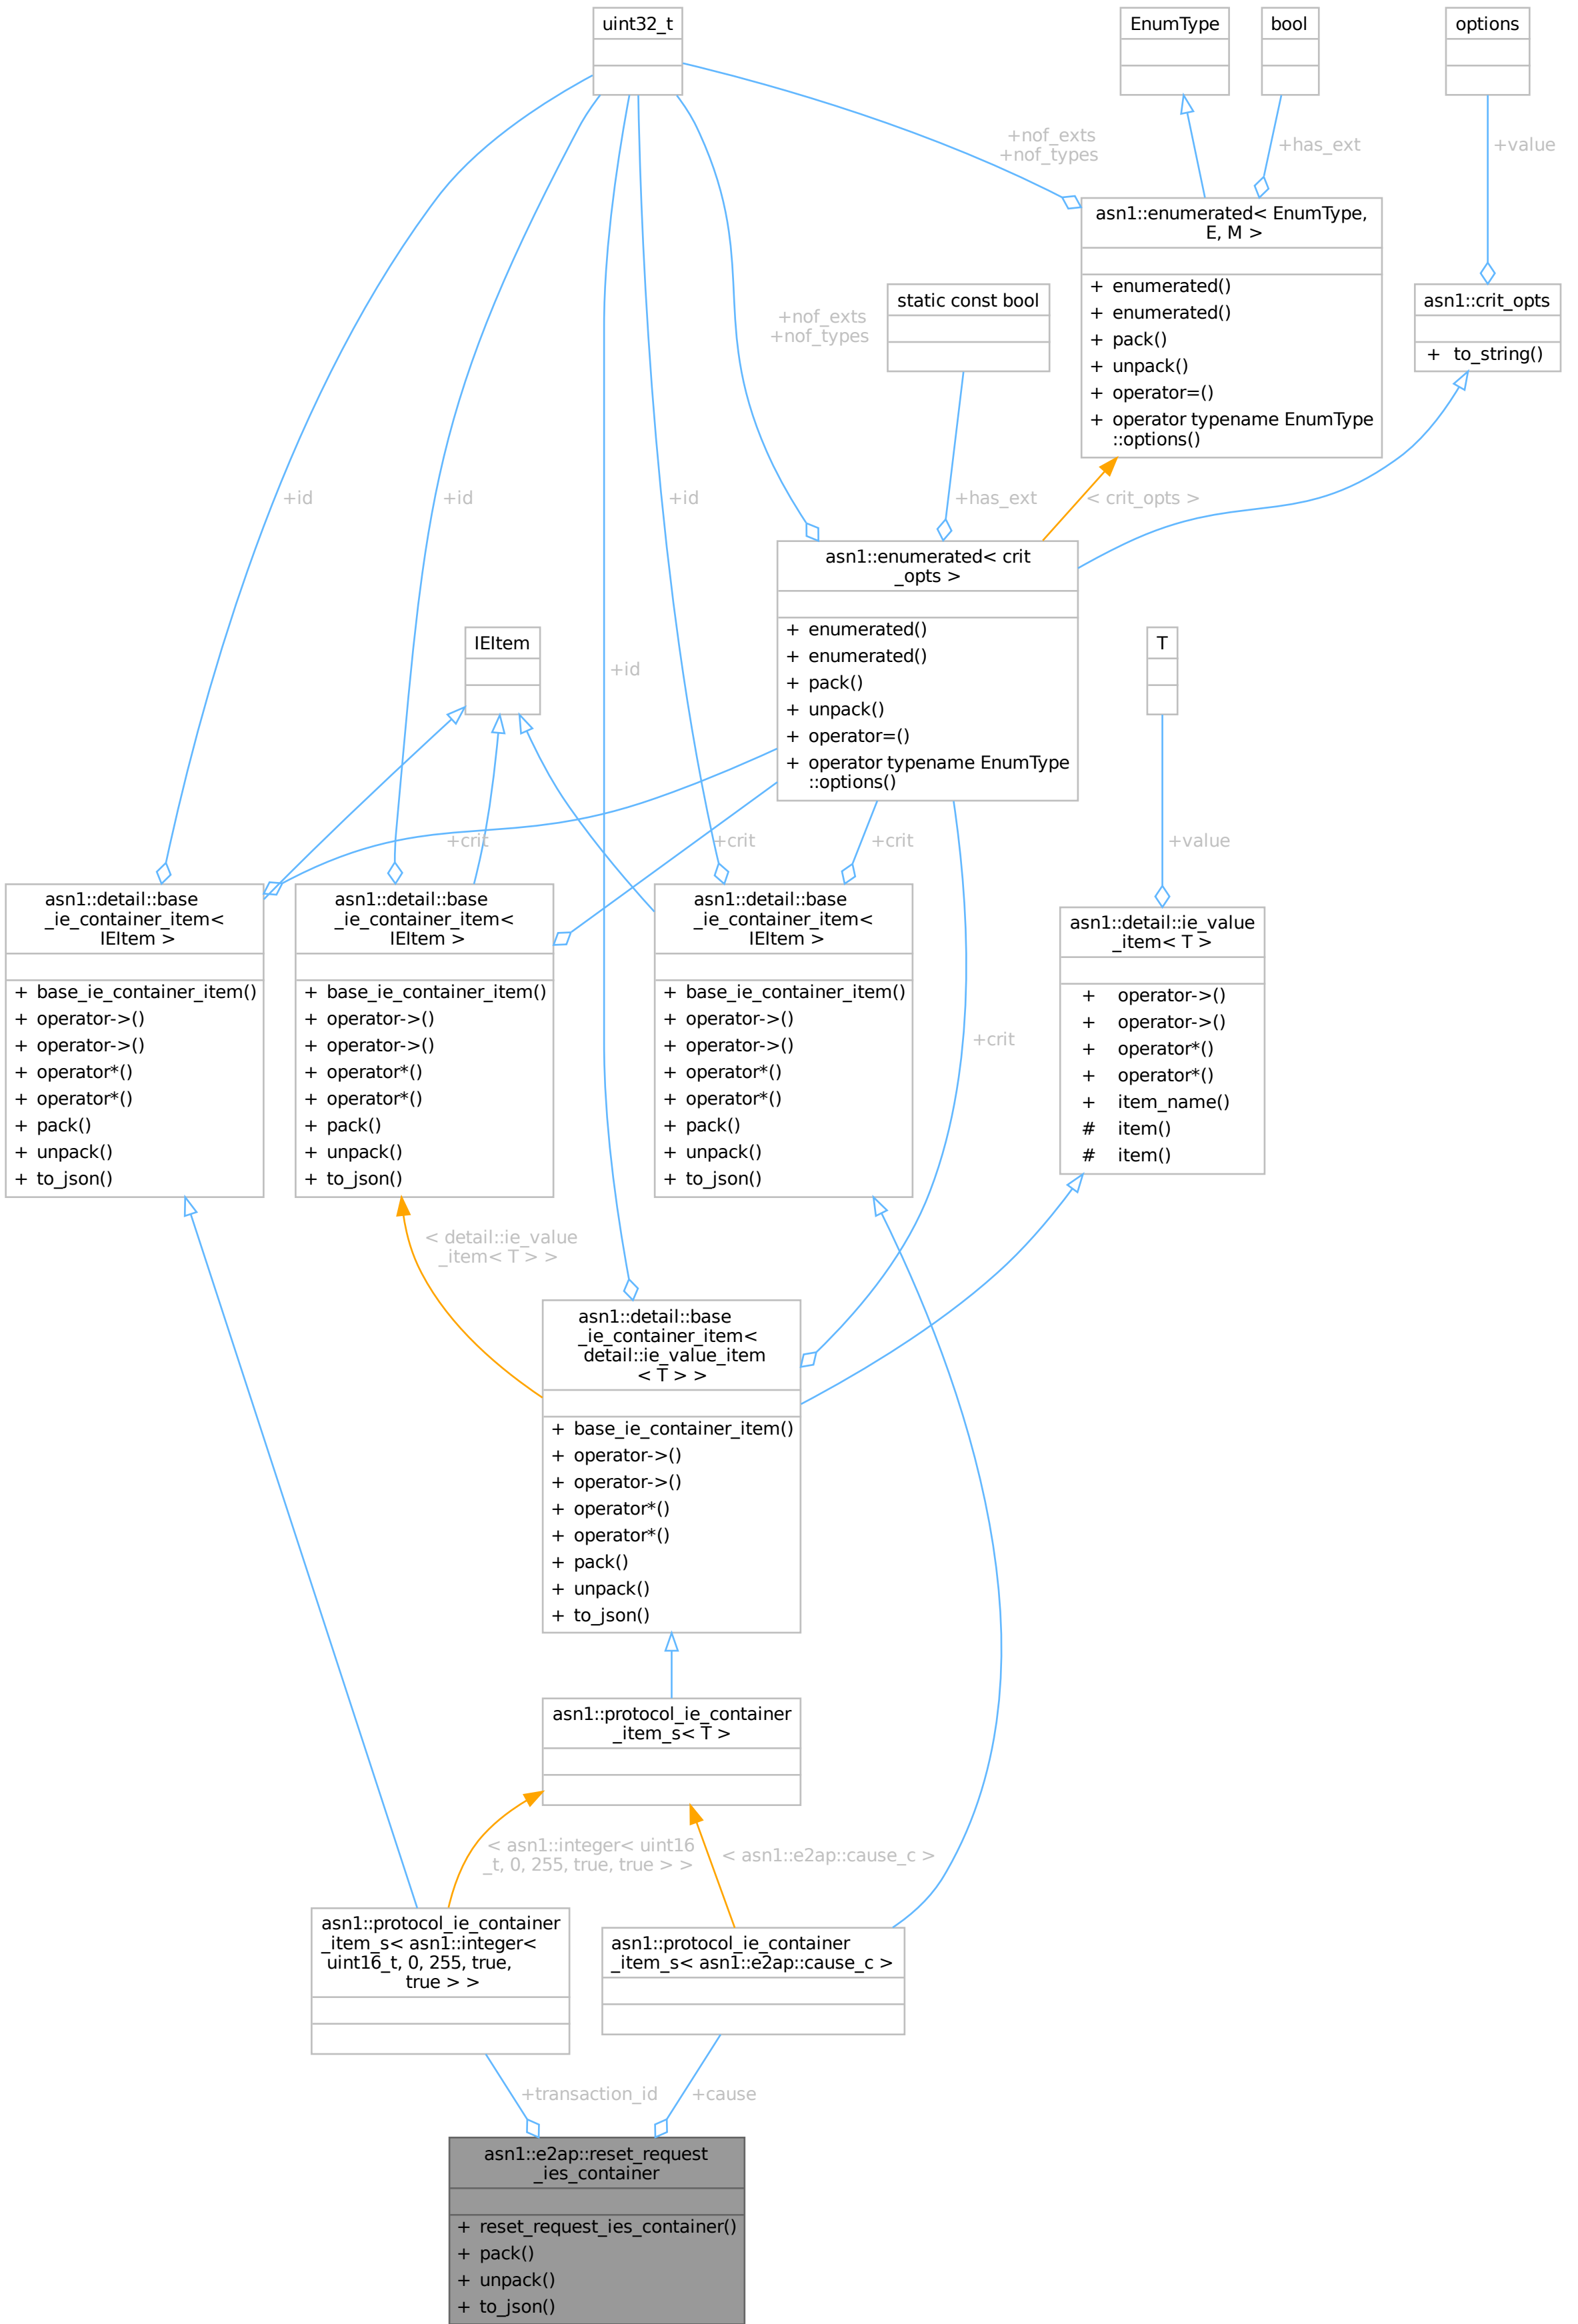 uint32_t
EnumType
bool
options
+nof_exts
+nof_types
+has_ext
+value
asn1::enumerated< EnumType,
E, M >
+ enumerated()
+ enumerated()
+ pack()
+ unpack()
+ operator=()
+ operator typename EnumType
::options()
static const bool
asn1::crit_opts
+ to_string()
+nof_exts
+nof_types
+id
+id
+id
+has_ext
< crit_opts >
asn1::enumerated< crit
_opts >
+ enumerated()
+ enumerated()
+ pack()
+ unpack()
+ operator=()
+ operator typename EnumType
::options()
IEItem
+id
T
+crit
+crit
+crit
+value
asn1::detail::base
_ie_container_item<
IEItem >
+ base_ie_container_item()
+ operator->()
+ operator->()
+ operator*()
+ operator*()
+ pack()
+ unpack()
+ to_json()
asn1::detail::base
_ie_container_item<
IEItem >
+ base_ie_container_item()
+ operator->()
+ operator->()
+ operator*()
+ operator*()
+ pack()
+ unpack()
+ to_json()
asn1::detail::base
_ie_container_item<
IEItem >
+ base_ie_container_item()
+ operator->()
+ operator->()
+ operator*()
+ operator*()
+ pack()
+ unpack()
+ to_json()
+crit
asn1::detail::ie_value
_item< T >
+ operator->()
+ operator->()
+ operator*()
+ operator*()
+ item_name()
# item()
# item()
< detail::ie_value
_item< T > >
asn1::detail::base
_ie_container_item<
detail::ie_value_item
< T > >
+ base_ie_container_item()
+ operator->()
+ operator->()
+ operator*()
+ operator*()
+ pack()
+ unpack()
+ to_json()
asn1::protocol_ie_container
_item_s< T >
< asn1::integer< uint16
_t, 0, 255, true, true > >
< asn1::e2ap::cause_c >
asn1::protocol_ie_container
_item_s< asn1::integer<
uint16_t, 0, 255, true,
true > >
asn1::protocol_ie_container
_item_s< asn1::e2ap::cause_c >
+transaction_id
+cause
asn1::e2ap::reset_request
_ies_container
+ reset_request_ies_container()
+ pack()
+ unpack()
+ to_json()